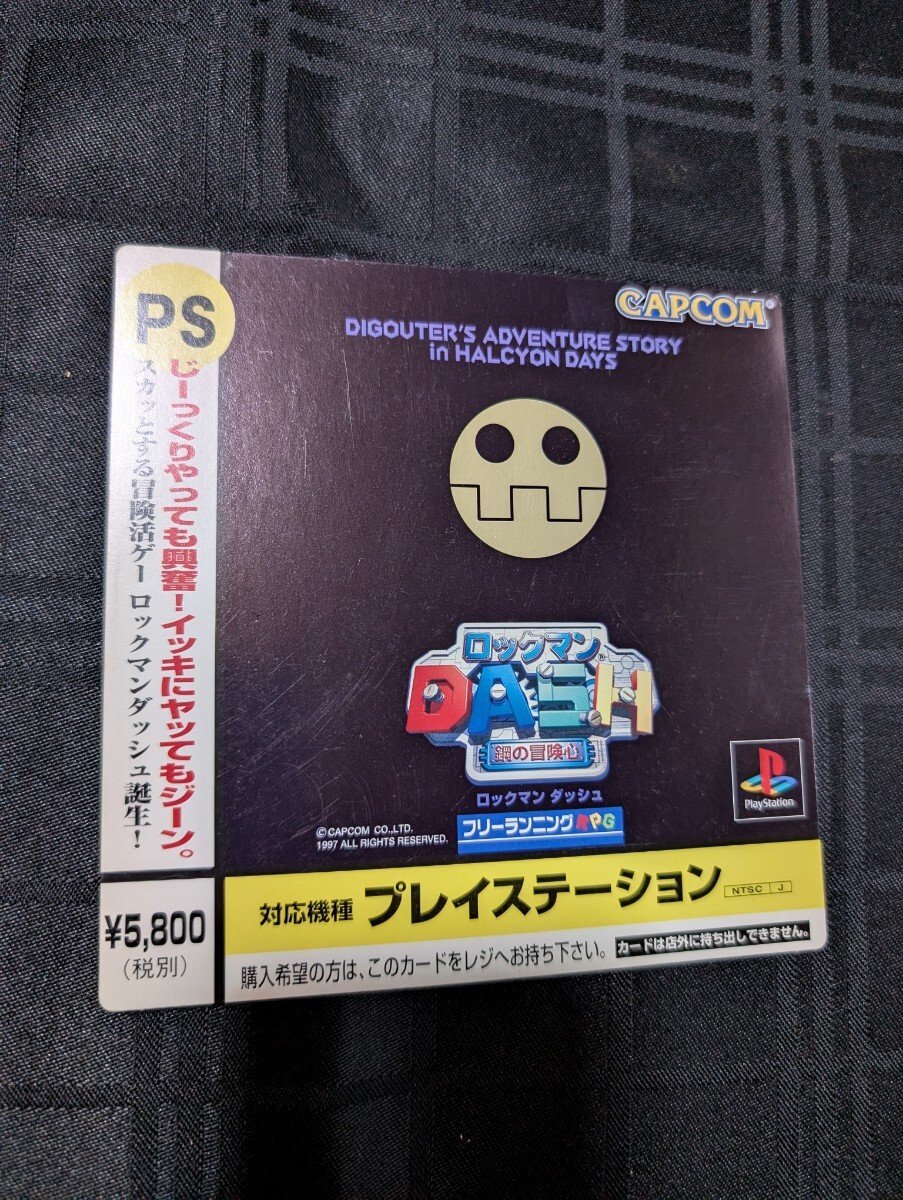 PS
じーっくりやっても興奮!イッキにヤッてもジーン。
スカッとする冒険活ゲー ロックマンダッシュ誕生!
CAPCOM®
DIGOUTER'S ADVENTURE STORY
in HALCYON DAYS
ロックマン®
DASH
鋼の冒険心
ロックマン ダッシュ
フリーランニングRPG
©CAPCOM CO.,LTD.
1997 ALL RIGHTS RESERVED.
PlayStation
¥5,800
(税別)
対応機種 プレイステーション NTSC J
購入希望の方は、このカードをレジへお持ち下さい。 カードは店外に持ち出しできません。